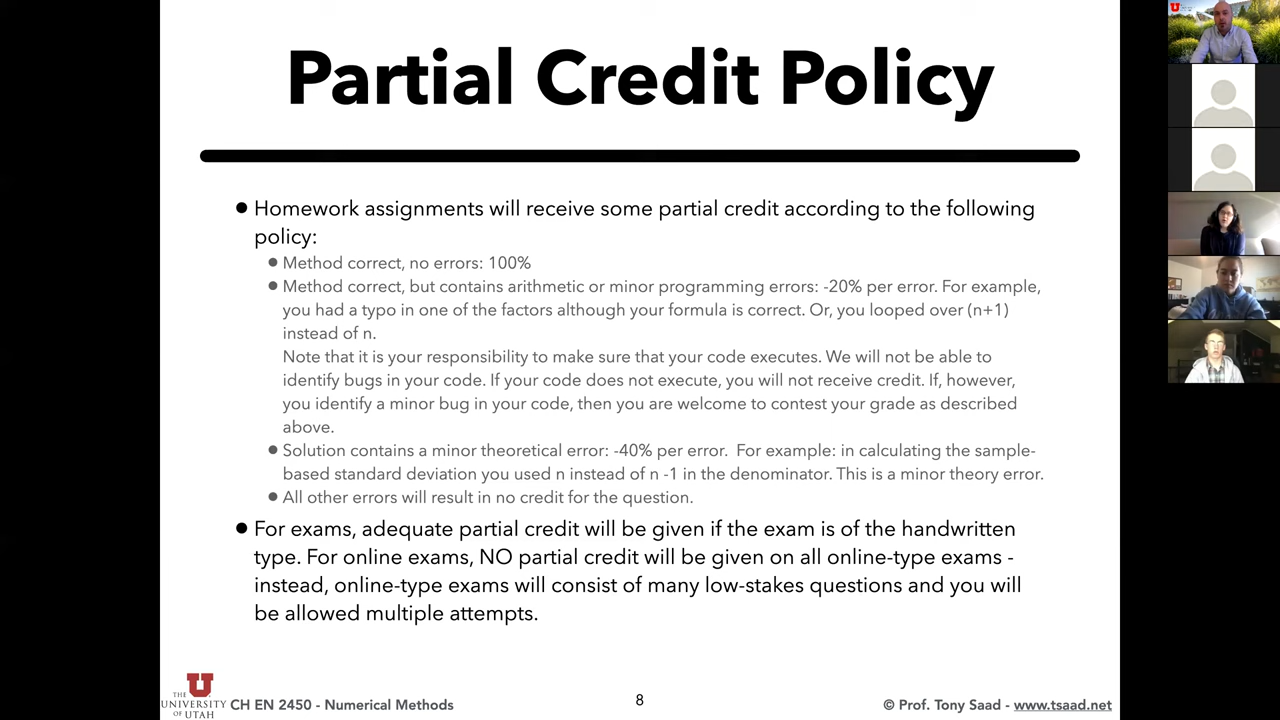 Partial Credit Policy
● Homework assignments will receive some partial credit according to the following
policy:
● Method correct, no errors: 100%
● Method correct, but contains arithmetic or minor programming errors: -20% per error. For example,
you had a typo in one of the factors although your formula is correct. Or, you looped over (n+1)
instead of n.
Note that it is your responsibility to make sure that your code executes. We will not be able to
identify bugs in your code. If your code does not execute, you will not receive credit. If, however,
you identify a minor bug in your code, then you are welcome to contest your grade as described
above.
● Solution contains a minor theoretical error: -40% per error.  For example: in calculating the sample-
based standard deviation you used n instead of n -1 in the denominator. This is a minor theory error.
● All other errors will result in no credit for the question.
● For exams, adequate partial credit will be given if the exam is of the handwritten
type. For online exams, NO partial credit will be given on all online-type exams -
instead, online-type exams will consist of many low-stakes questions and you will
be allowed multiple attempts.
THE
UNIVERSITY
OF UTAH
CH EN 2450 - Numerical Methods
8
© Prof. Tony Saad - www.tsaad.net